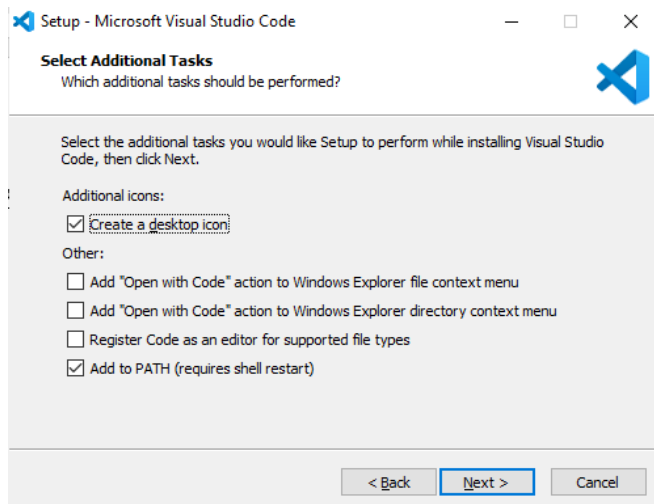 Setup - Microsoft Visual Studio Code
Select Additional Tasks
Which additional tasks should be performed?
Select the additional tasks you would like Setup to perform while installing Visual Studio
Code, then click Next.
Additional icons:
Create a desktop icon
Other:
Add "Open with Code" action to Windows Explorer file context menu
Add "Open with Code" action to Windows Explorer directory context menu
Register Code as an editor for supported file types
Add to PATH (requires shell restart)
< Back Next > Cancel